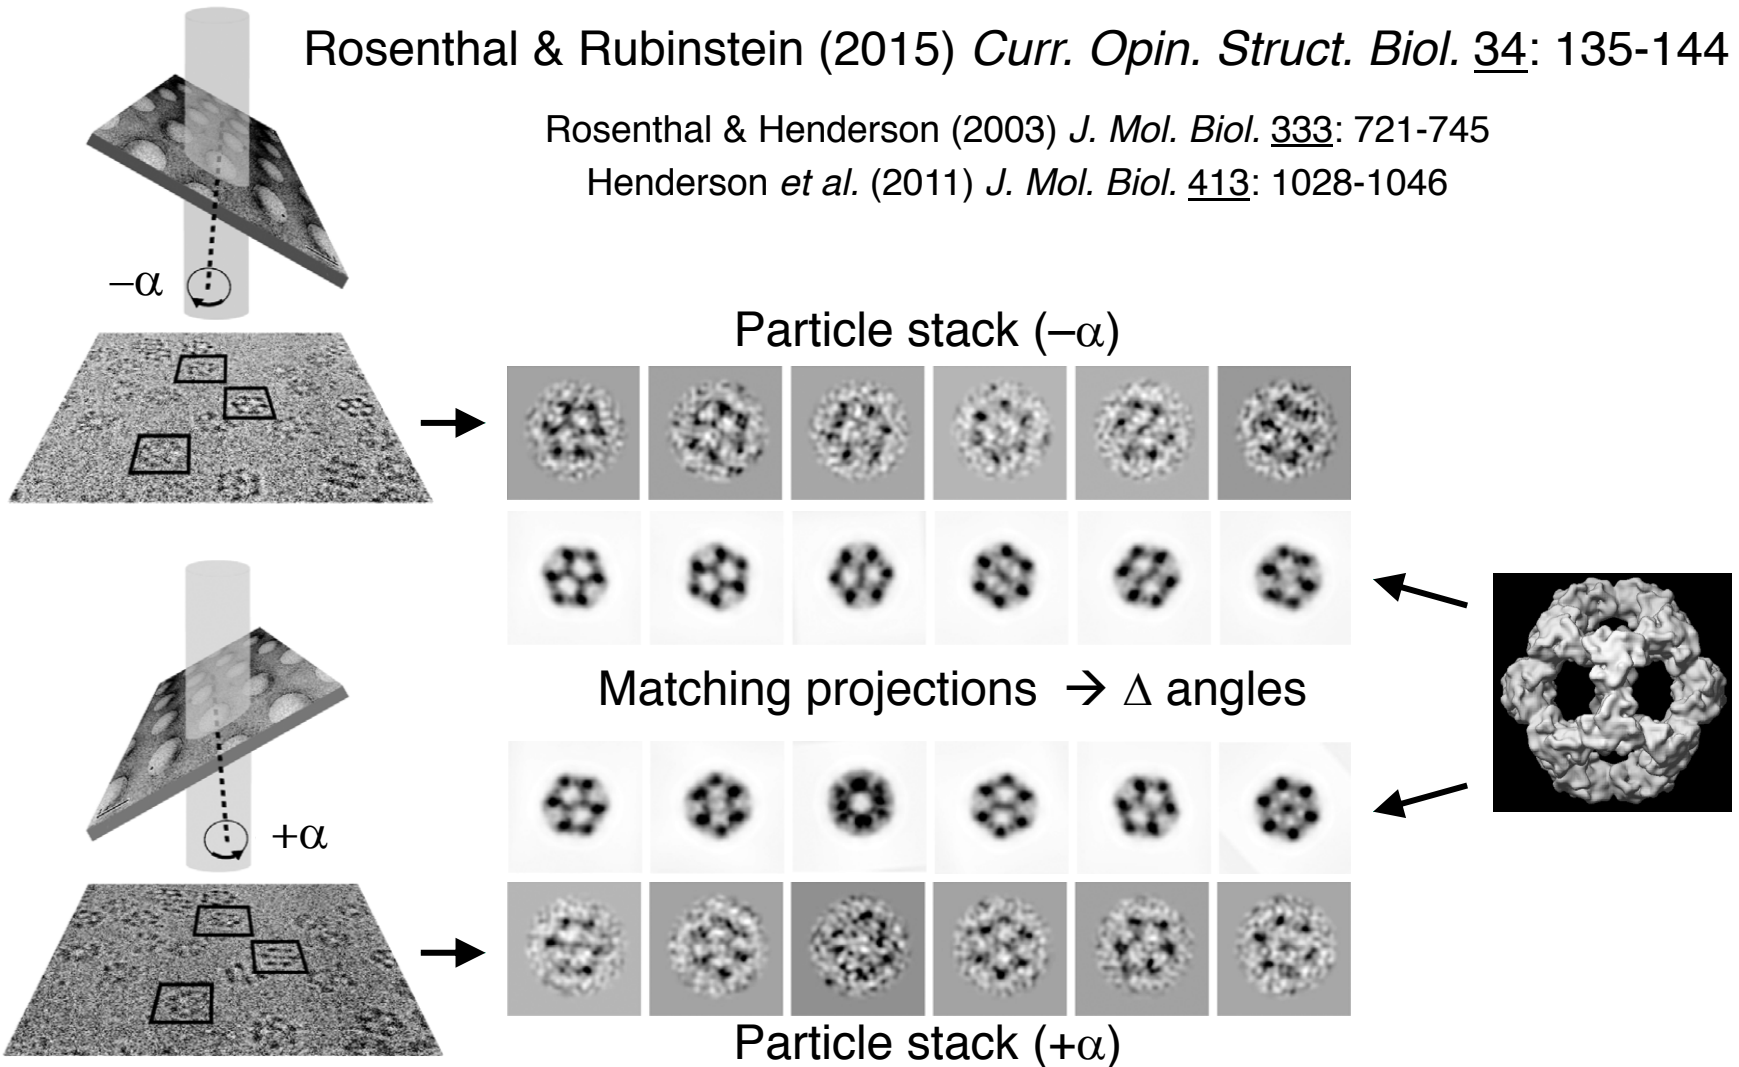 Rosenthal & Rubinstein (2015) Curr. Opin. Struct. Biol. 34: 135-144
Rosenthal & Henderson (2003) J. Mol. Biol. 333: 721-745
Henderson et al. (2011) J. Mol. Biol. 413: 1028-1046
–α
Particle stack (–α)
Matching projections → Δ angles
+α
Particle stack (+α)